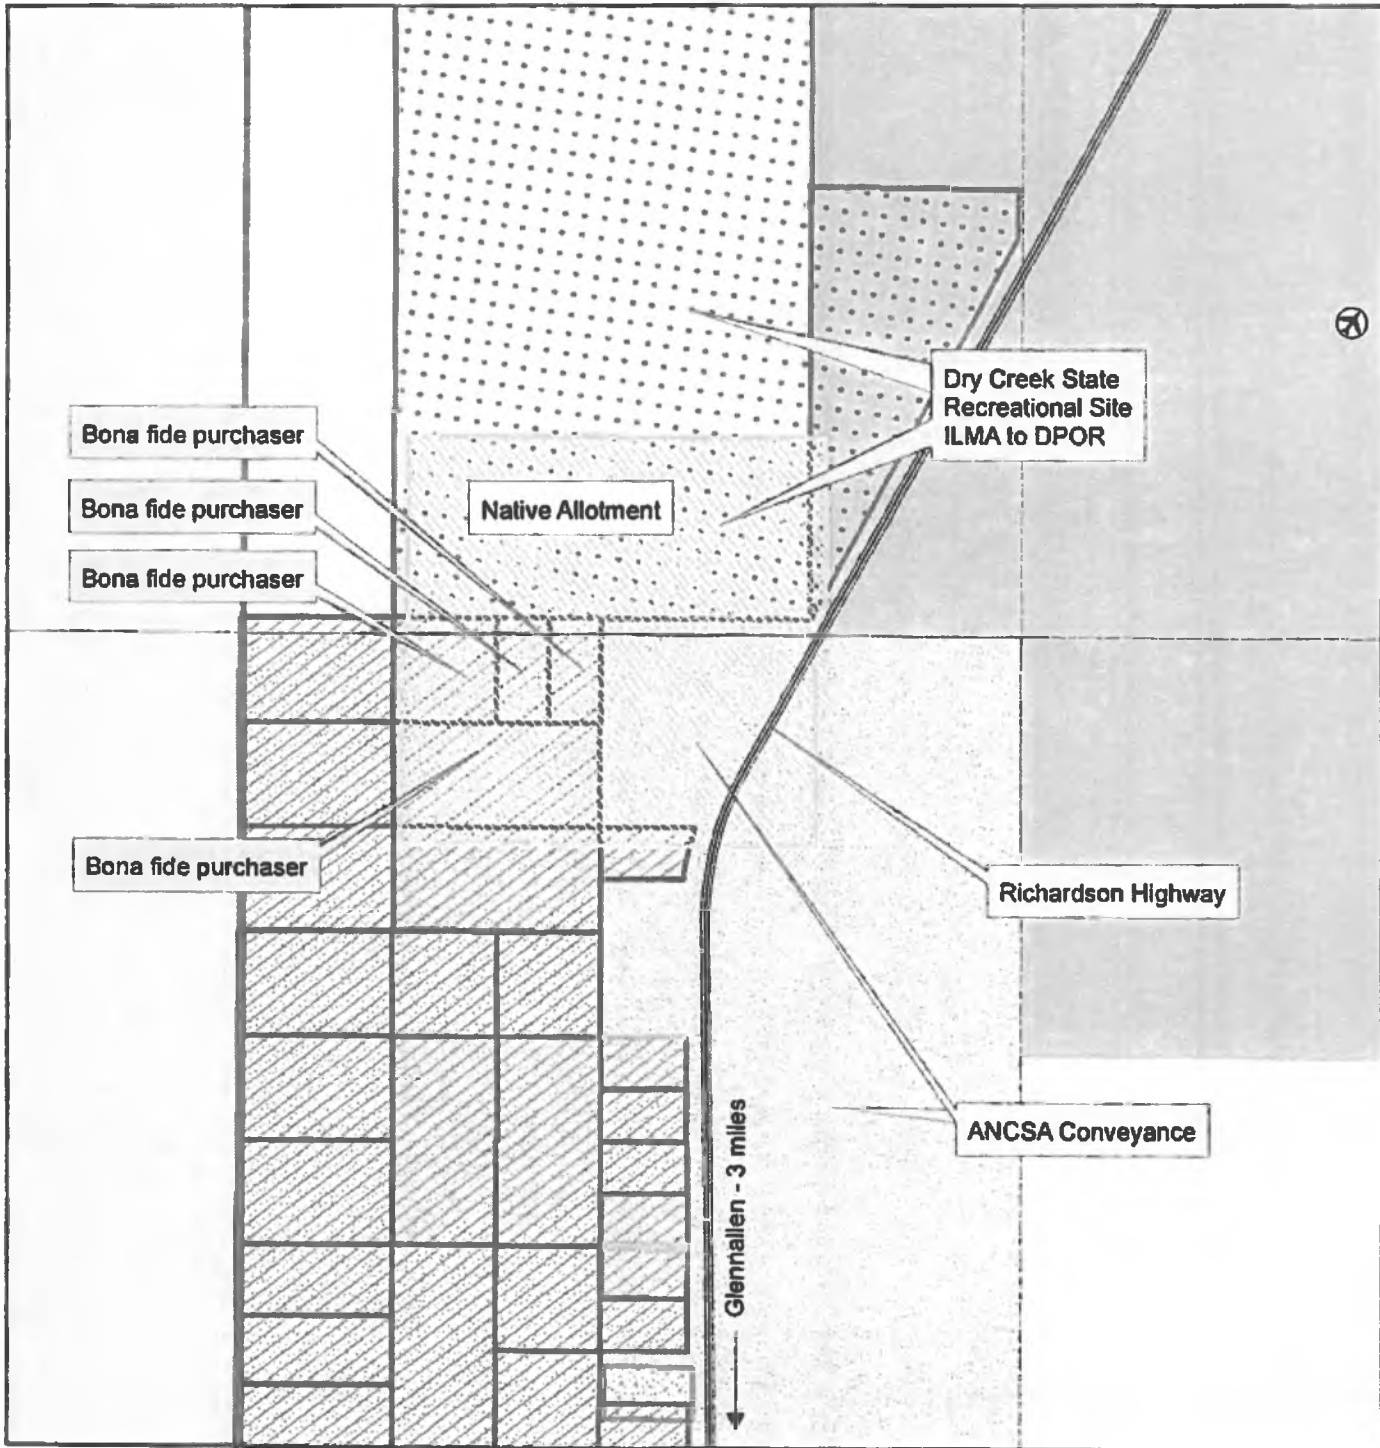 Dry Creek State
Recreational Site
ILMA to DPOR
Bona fide purchaser
Bona fide purchaser
Native Allotment
Bona fide purchaser
Bona fide purchaser
Richardson Highway
ANCSA Conveyance
Glennallen - 3 miles